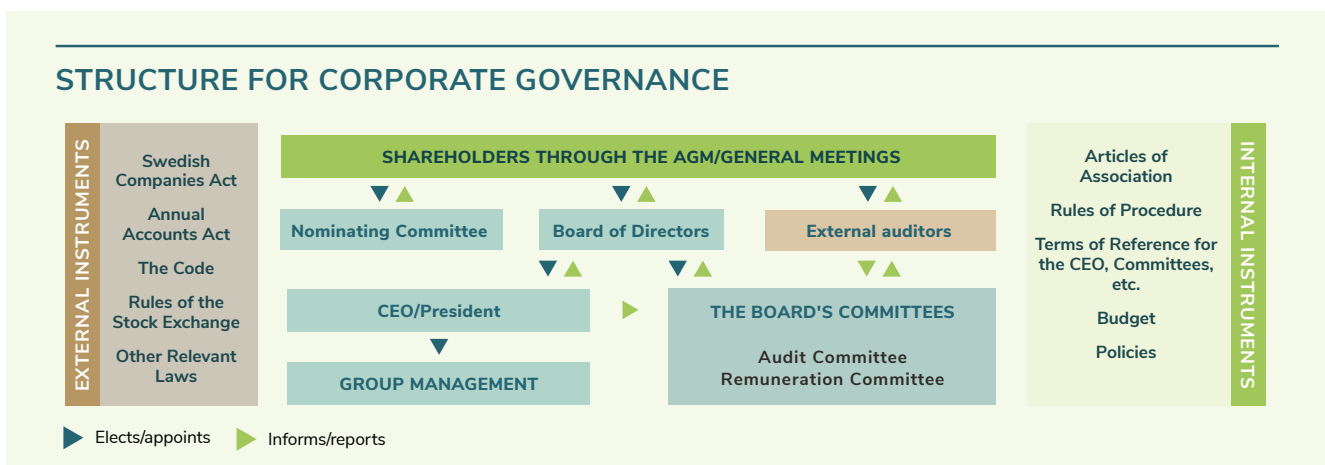 STRUCTURE FOR CORPORATE GOVERNANCE
EXTERNAL INSTRUMENTS
Swedish
Companies Act
Annual
Accounts Act
The Code
Rules of the
Stock Exchange
Other Relevant
Laws
SHAREHOLDERS THROUGH THE AGM/GENERAL MEETINGS
Nominating Committee
Board of Directors
External auditors
CEO/President
GROUP MANAGEMENT
THE BOARD'S COMMITTEES
Audit Committee
Remuneration Committee
Articles of
Association
Rules of Procedure
Terms of Reference for
the CEO, Committees,
etc.
Budget
Policies
INTERNAL INSTRUMENTS
Elects/appoints
Informs/reports